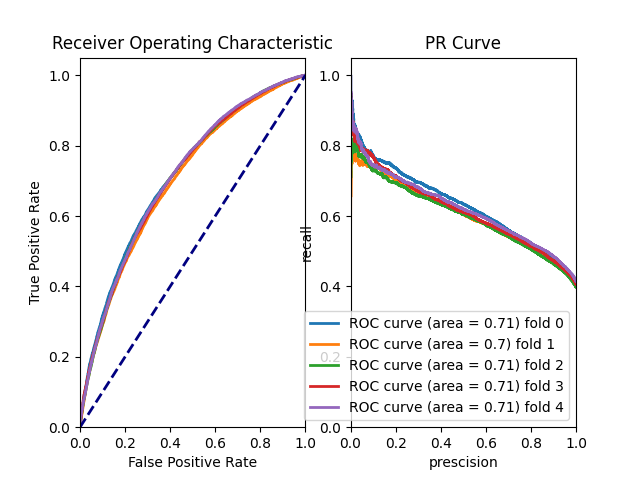 Receiver Operating Characteristic
PR Curve
1.0
0.8
0.6
0.4
0.2
0.0
True Positive Rate
0.0 0.2 0.4 0.6 0.8 1.0
False Positive Rate
1.0
0.8
0.6
0.4
0.2
0.0
recall
ROC curve (area = 0.71) fold 0
ROC curve (area = 0.7) fold 1
ROC curve (area = 0.71) fold 2
ROC curve (area = 0.71) fold 3
ROC curve (area = 0.71) fold 4
0.0 0.2 0.4 0.6 0.8 1.0
prescision